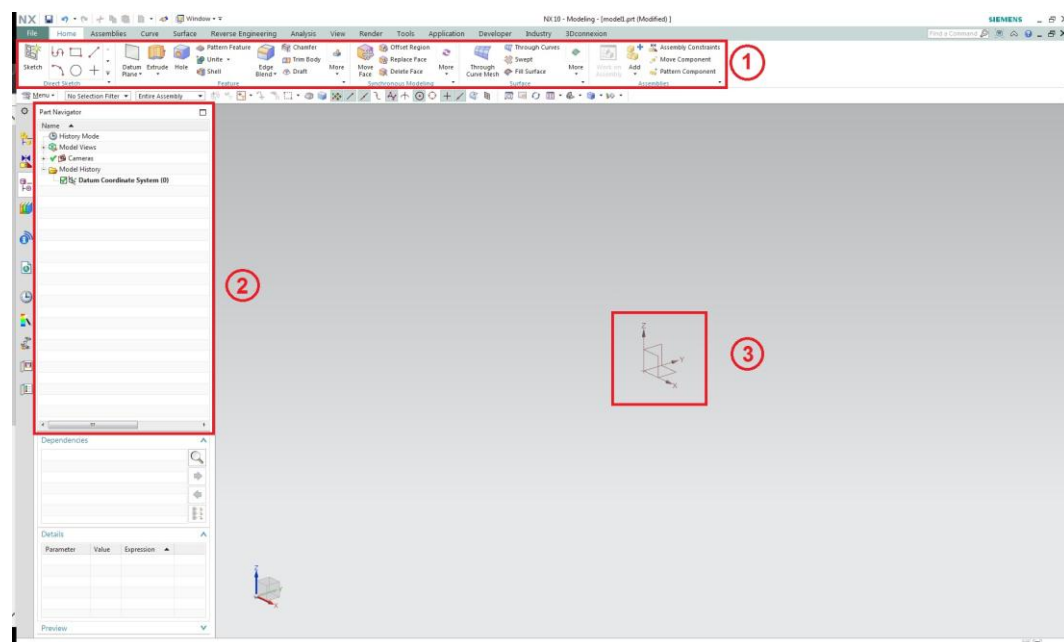 NX Window NX 10 - Modeling - [model1.prt (Modified) ] SIEMENS
File Home Assemblies Curve Surface Reverse Engineering Analysis View Render Tools Application Developer Industry 3Dconnexion Find a Command
Pattern Feature Chamfer Offset Region Through Curves Assembly Constraints
Unite Trim Body Replace Face Swept Move Component
Shell Draft Delete Face Fill Surface Pattern Component
Sketch Datum Plane Extrude Hole Edge Blend More Move Face More Through Curve Mesh More Work on Assembly Add
Direct Sketch Feature Synchronous Modeling Surface Assemblies
1
Menu No Selection Filter Entire Assembly
Part Navigator
Name
History Mode
Model Views
Cameras
Model History
Datum Coordinate System (0)
2
Z
Y
X
3
Dependencies
Details
Parameter Value Expression
Z
Y
X
Preview